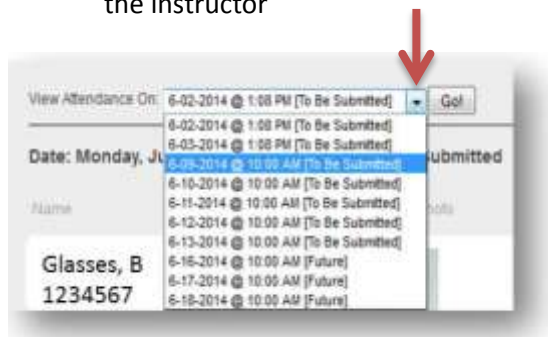 the instructor
View Attendance On: 6-02-2014 @ 1:08 PM [To Be Submitted] Go!
6-02-2014 @ 1:08 PM [To Be Submitted]
6-03-2014 @ 1:08 PM [To Be Submitted]
Date: Monday, Ju ubmitted
6-09-2014 @ 10:00 AM [To Be Submitted]
6-10-2014 @ 10:00 AM [To Be Submitted]
Name
6-11-2014 @ 10:00 AM [To Be Submitted]
6-12-2014 @ 10:00 AM [To Be Submitted]
6-13-2014 @ 10:00 AM [To Be Submitted]
Glasses, B
6-16-2014 @ 10:00 AM [Future]
6-17-2014 @ 10:00 AM [Future]
1234567
6-18-2014 @ 10:00 AM [Future]